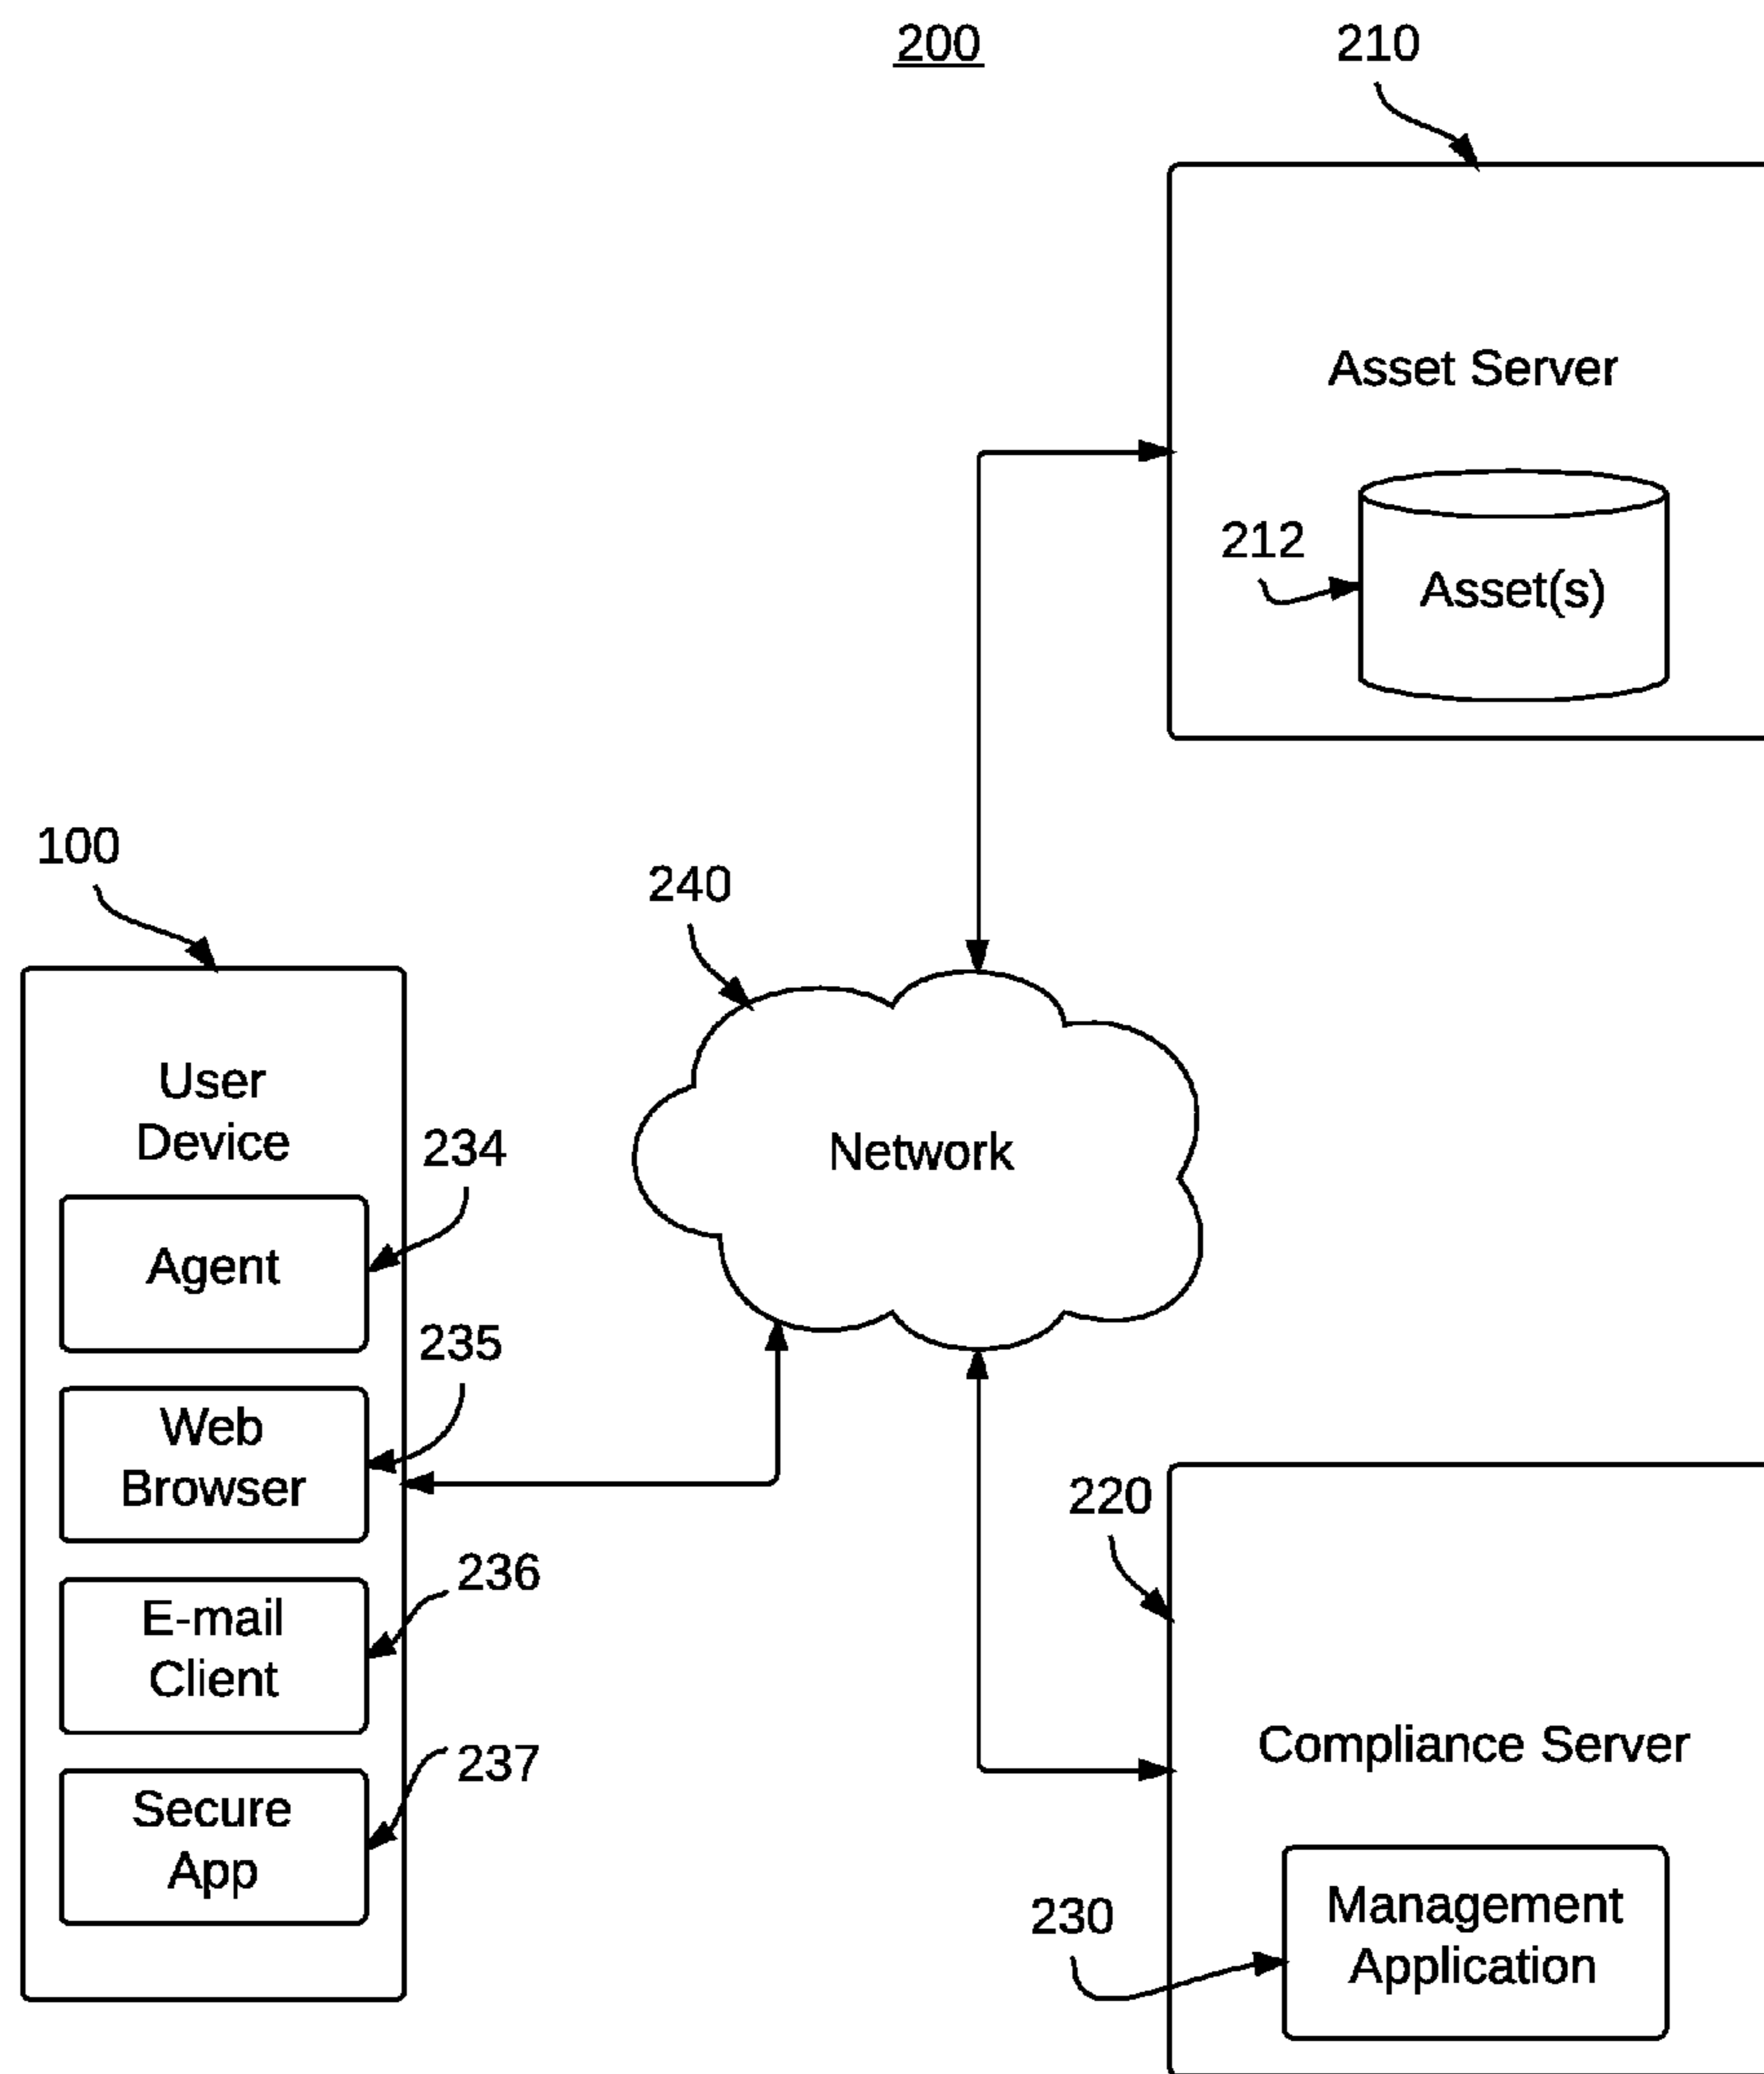 200
210
Asset Server
212
Asset(s)
100
240
User
Device
234
Network
Agent
235
Web
Browser
220
236
E-mail
Client
Compliance Server
237
Secure
App
230
Management
Application